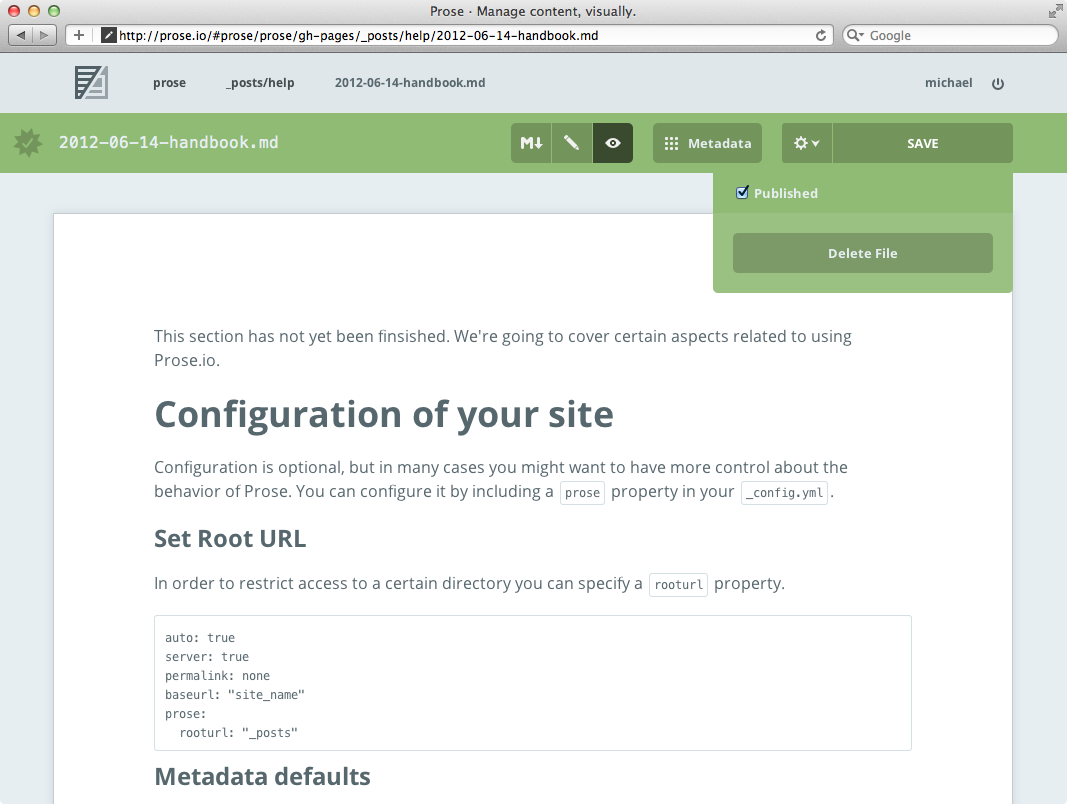 Prose · Manage content, visually.
http://prose.io/#prose/prose/gh-pages/_posts/help/2012-06-14-handbook.md
Google
prose
_posts/help
2012-06-14-handbook.md
michael
2012-06-14-handbook.md
M↓
Metadata
SAVE
Published
Delete File
This section has not yet been finsished. We're going to cover certain aspects related to using
Prose.io.
Configuration of your site
Configuration is optional, but in many cases you might want to have more control about the
behavior of Prose. You can configure it by including a prose property in your _config.yml.
Set Root URL
In order to restrict access to a certain directory you can specify a rooturl property.
auto: true
server: true
permalink: none
baseurl: "site_name"
prose:
  rooturl: "_posts"
Metadata defaults